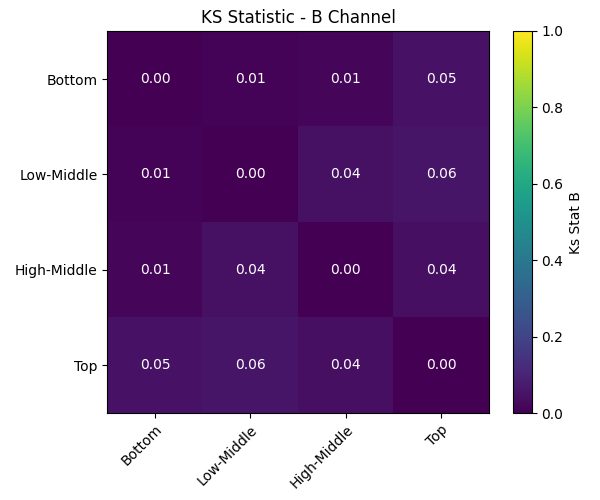 KS Statistic - B Channel
Bottom 0.00 0.01 0.01 0.05
Low-Middle 0.01 0.00 0.04 0.06
High-Middle 0.01 0.04 0.00 0.04
Top 0.05 0.06 0.04 0.00
Bottom Low-Middle High-Middle Top
1.0
0.8
0.6
0.4
0.2
0.0
Ks Stat B